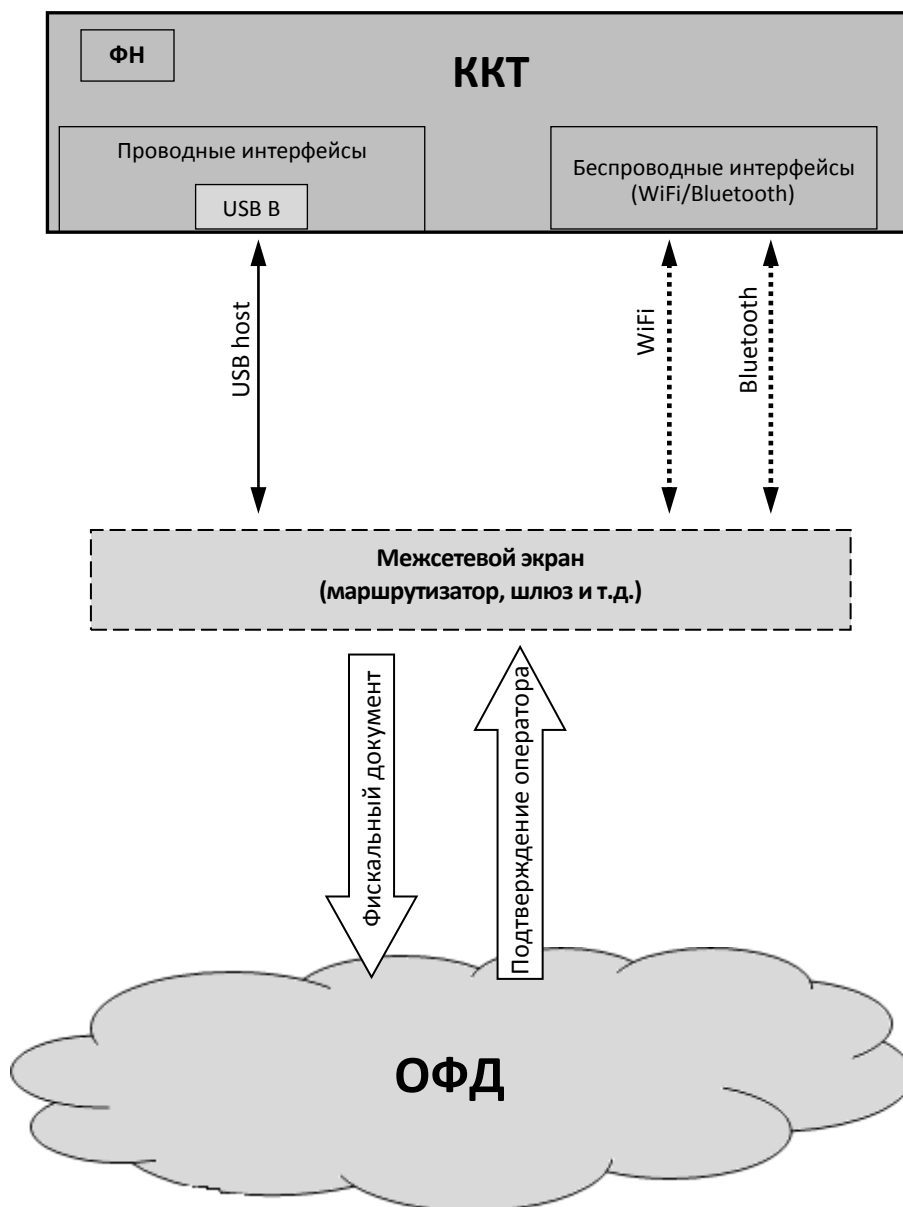 ФН
ККТ
Проводные интерфейсы
USB B
Беспроводные интерфейсы
(WiFi/Bluetooth)
USB host
WiFi
Bluetooth
Межсетевой экран
(маршрутизатор, шлюз и т.д.)
Фискальный документ
Подтверждение оператора
ОФД